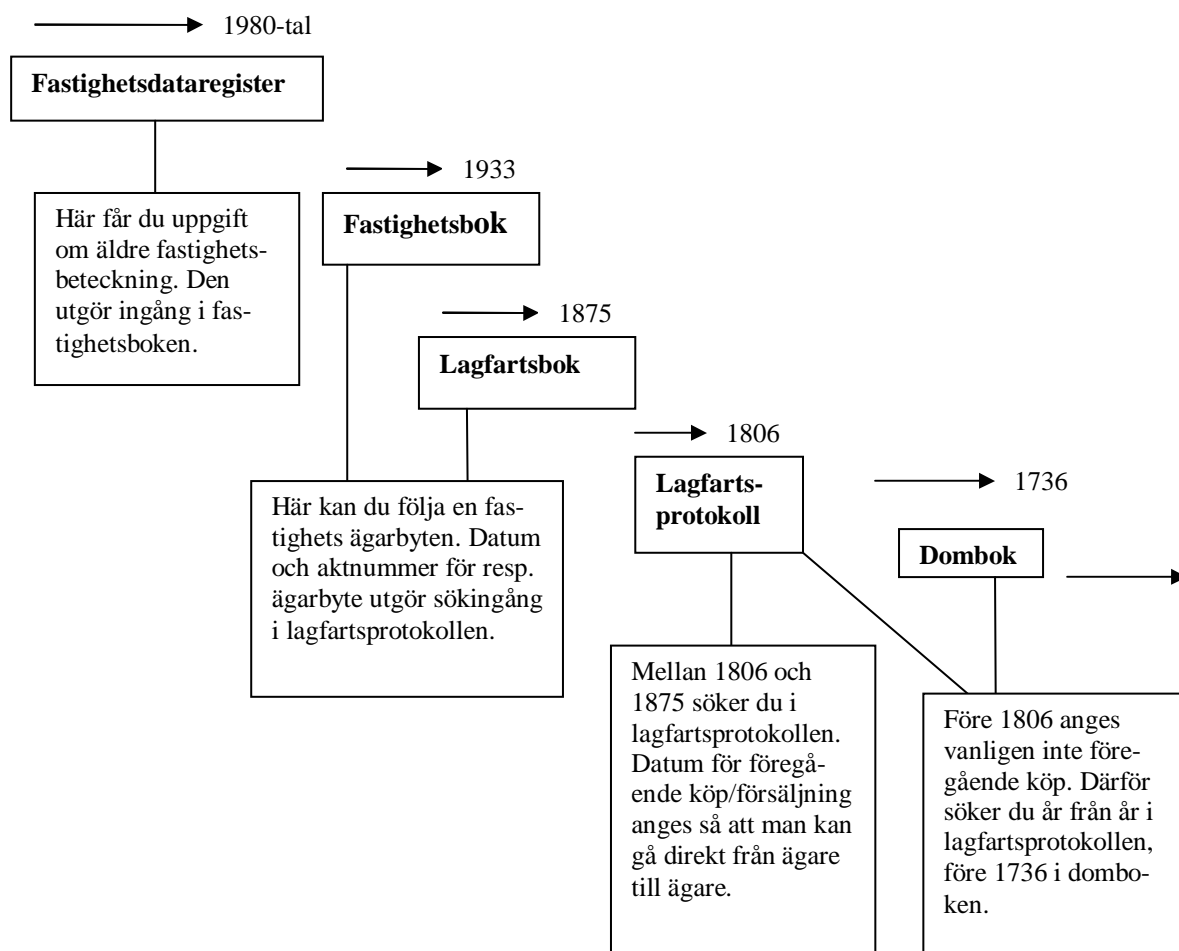 1980-tal
Fastighetsdataregister
Här får du uppgift
om äldre fastighets-
beteckning. Den
utgör ingång i fas-
tighetsboken.
1933
Fastighetsbok
1875
Lagfartsbok
Här kan du följa en fas-
tighets ägarbyten. Datum
och aktnummer för resp.
ägarbyte utgör sökingång
i lagfartsprotokollen.
1806
Lagfarts-
protokoll
Mellan 1806 och
1875 söker du i
lagfartsprotokollen.
Datum för föregå-
ende köp/försäljning
anges så att man kan
gå direkt från ägare
till ägare.
1736
Dombok
Före 1806 anges
vanligen inte före-
gående köp. Därför
söker du år från år i
lagfartsprotokollen,
före 1736 i dombo-
ken.